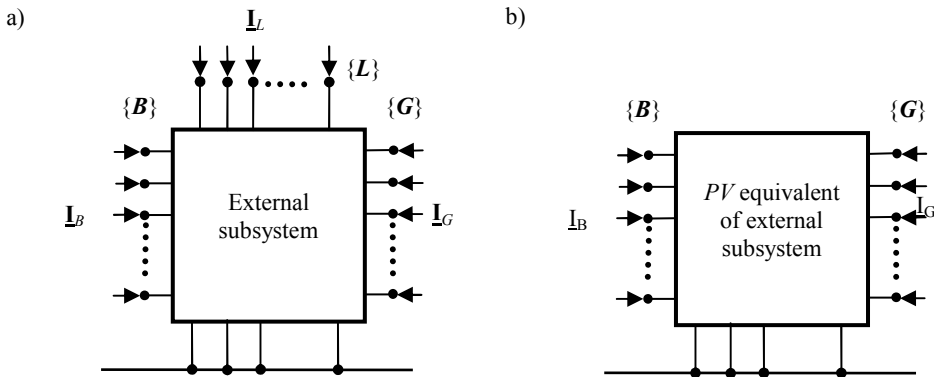 a)
I_L
{L}
{B}
{G}
External
subsystem
I_B
I_G
b)
{B}
{G}
PV equivalent
of external
subsystem
I_B
I_G